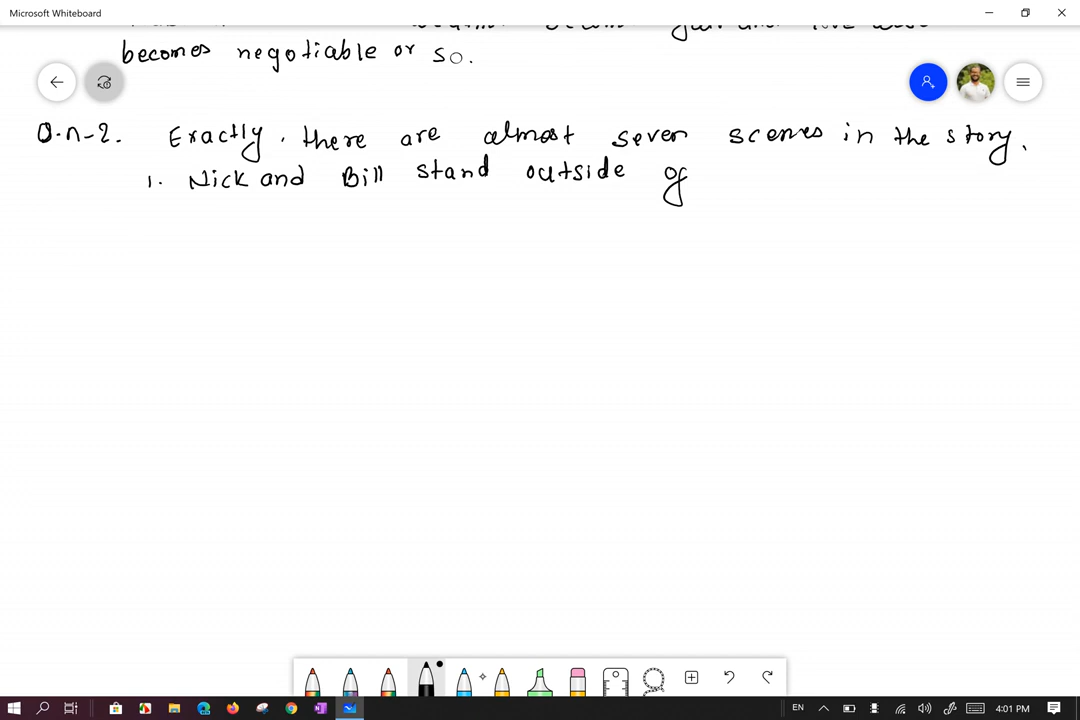 Microsoft Whiteboard
becomes negotiable or so.
Q.n-2. Exactly, there are almost seven scenes in the story.
1. Nick and Bill stand outside of
EN
4:01 PM